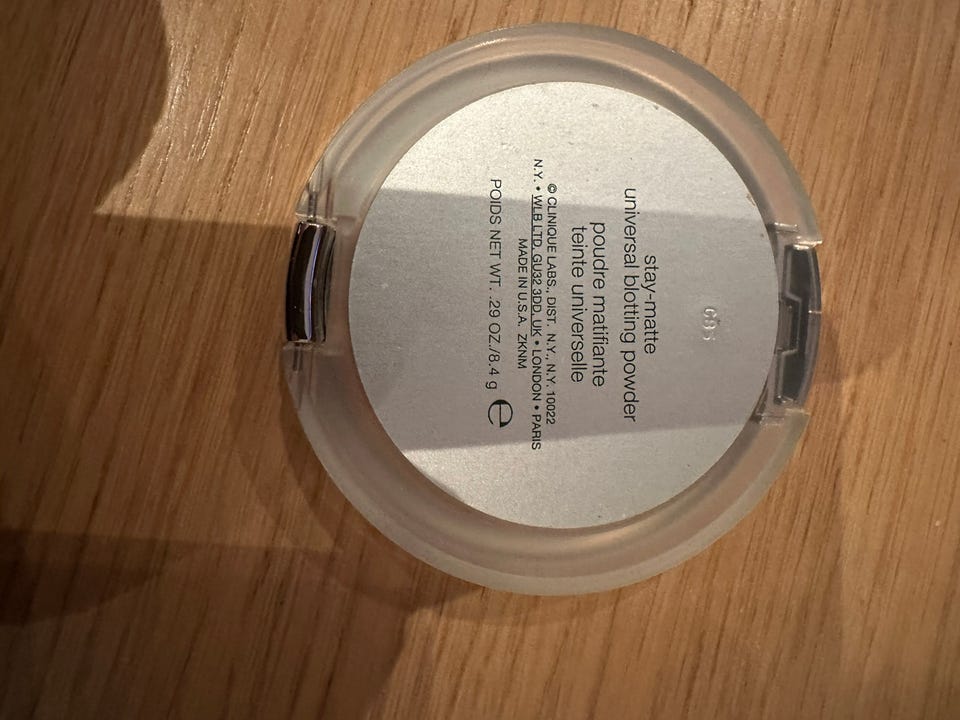 stay-matte
universal blotting powder
poudre matifiante
teinte universelle
© CLINIQUE LABS., DIST. N.Y., N.Y. 10022
N.Y. • WLB LTD. GU32 3DD, UK • LONDON • PARIS
MADE IN U.S.A. ZKNM
POIDS NET WT. .29 OZ./8.4 g ℮